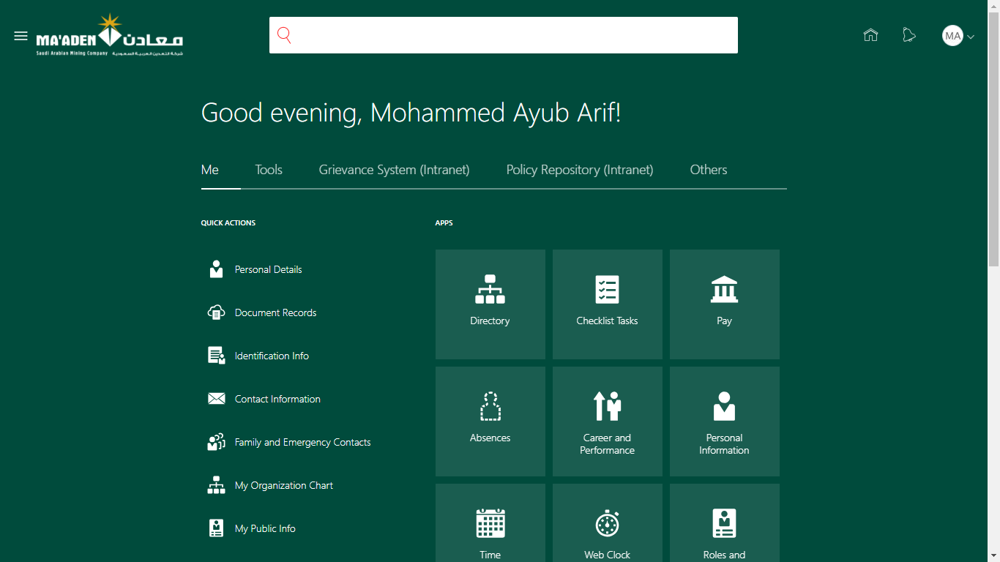 MA'ADEN معادن
Saudi Arabian Mining Company شركة التعدين العربية السعودية
MA
Good evening, Mohammed Ayub Arif!
Me Tools Grievance System (Intranet) Policy Repository (Intranet) Others
QUICK ACTIONS
Personal Details
Document Records
Identification Info
Contact Information
Family and Emergency Contacts
My Organization Chart
My Public Info
APPS
Directory
Checklist Tasks
Pay
Absences
Career and
Performance
Personal
Information
Time
Web Clock
Roles and